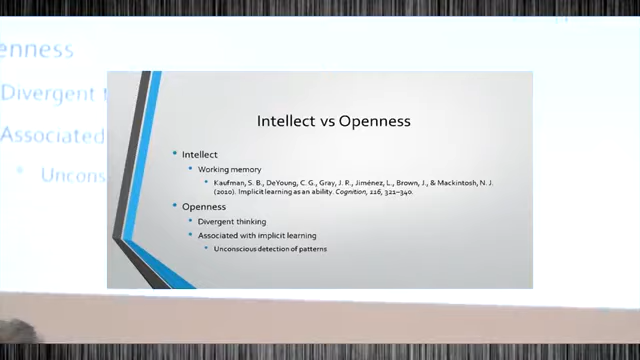 enness
Divergent t
Associated
Uncons
Intellect vs Openness
Intellect
Working memory
Kaufman, S. B., DeYoung, C. G., Gray, J. R., Jiménez, L., Brown, J., & Mackintosh, N. J.
(2010). Implicit learning as an ability. Cognition, 116, 321–340.
Openness
Divergent thinking
Associated with implicit learning
Unconscious detection of patterns